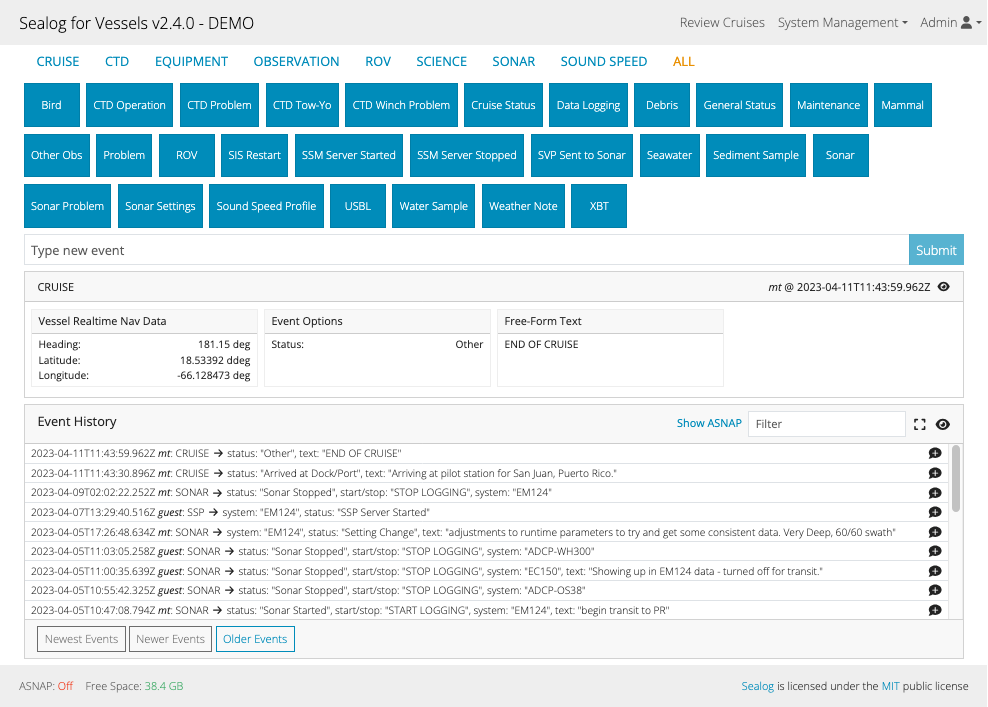 Sealog for Vessels v2.4.0 - DEMO
Review Cruises System Management Admin
CRUISE CTD EQUIPMENT OBSERVATION ROV SCIENCE SONAR SOUND SPEED ALL
Bird CTD Operation CTD Problem CTD Tow-Yo CTD Winch Problem Cruise Status Data Logging Debris General Status Maintenance Mammal
Other Obs Problem ROV SIS Restart SSM Server Started SSM Server Stopped SVP Sent to Sonar Seawater Sediment Sample Sonar
Sonar Problem Sonar Settings Sound Speed Profile USBL Water Sample Weather Note XBT
Type new event Submit
CRUISE mt @ 2023-04-11T11:43:59.962Z
Vessel Realtime Nav Data
Heading: 181.15 deg
Latitude: 18.53392 ddeg
Longitude: -66.128473 deg
Event Options
Status: Other
Free-Form Text
END OF CRUISE
Event History Show ASNAP Filter
2023-04-11T11:43:59.962Z mt: CRUISE → status: "Other", text: "END OF CRUISE"
2023-04-11T11:43:30.896Z mt: CRUISE → status: "Arrived at Dock/Port", text: "Arriving at pilot station for San Juan, Puerto Rico."
2023-04-09T02:02:22.252Z mt: SONAR → status: "Sonar Stopped", start/stop: "STOP LOGGING", system: "EM124"
2023-04-07T13:29:40.516Z guest: SSP → system: "EM124", status: "SSP Server Started"
2023-04-05T17:26:48.634Z mt: SONAR → system: "EM124", status: "Setting Change", text: "adjustments to runtime parameters to try and get some consistent data. Very Deep, 60/60 swath"
2023-04-05T11:03:05.258Z guest: SONAR → status: "Sonar Stopped", start/stop: "STOP LOGGING", system: "ADCP-WH300"
2023-04-05T11:00:35.639Z guest: SONAR → status: "Sonar Stopped", start/stop: "STOP LOGGING", system: "EC150", text: "Showing up in EM124 data - turned off for transit."
2023-04-05T10:55:42.325Z guest: SONAR → status: "Sonar Stopped", start/stop: "STOP LOGGING", system: "ADCP-OS38"
2023-04-05T10:47:08.794Z mt: SONAR → status: "Sonar Started", start/stop: "START LOGGING", system: "EM124", text: "begin transit to PR"
Newest Events Newer Events Older Events
ASNAP: Off Free Space: 38.4 GB Sealog is licensed under the MIT public license